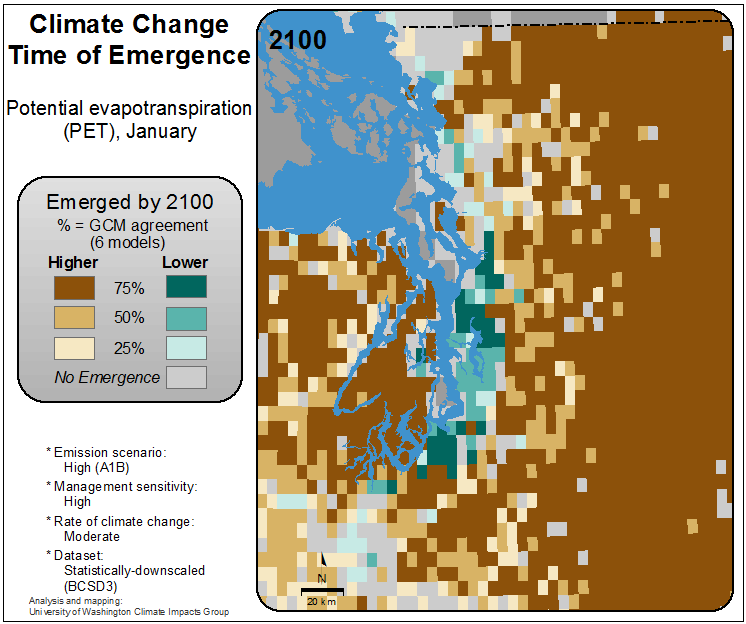 Climate Change
Time of Emergence
Potential evapotranspiration
(PET), January
Emerged by 2100
% = GCM agreement
(6 models)
Higher Lower
75%
50%
25%
No Emergence
* Emission scenario:
High (A1B)
* Management sensitivity:
High
* Rate of climate change:
Moderate
* Dataset:
Statistically-downscaled
(BCSD3)
Analysis and mapping:
University of Washington Climate Impacts Group
2100
N
20 km